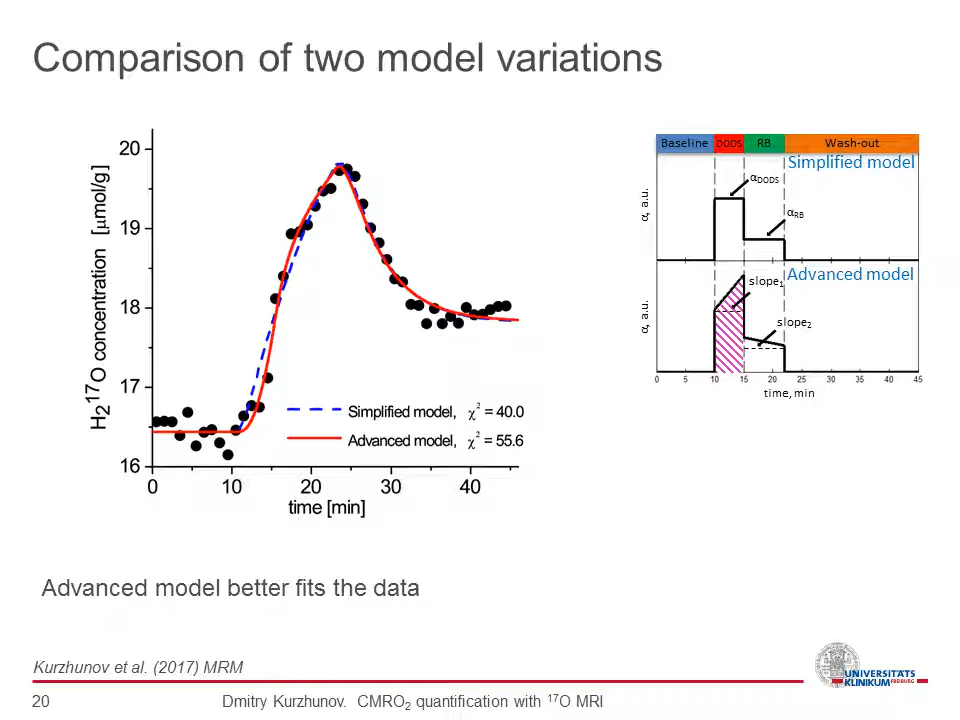 Comparison of two model variations
H₂¹⁷O concentration [µmol/g]
20
19
18
17
16
Simplified model, χ² = 40.0
Advanced model, χ² = 55.6
0 10 20 30 40
time [min]
Baseline DODS RB Wash-out
Simplified model
α, a.u.
αDODS
αRB
Advanced model
α, a.u.
slope₁
slope₂
0 5 10 15 20 25 30 35 40 45
time, min
Advanced model better fits the data
Kurzhunov et al. (2017) MRM
UNIVERSITÄTS
KLINIKUM FREIBURG
20 Dmitry Kurzhunov. CMRO₂ quantification with ¹⁷O MRI